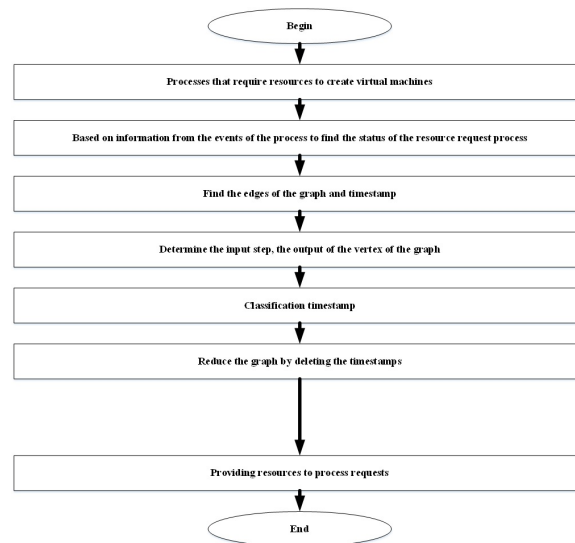 Begin
Processes that require resources to create virtual machines
Based on information from the events of the process to find the status of the resource request process
Find the edges of the graph and timestamp
Determine the input step, the output of the vertex of the graph
Classification timestamp
Reduce the graph by deleting the timestamps
Providing resources to process requests
End